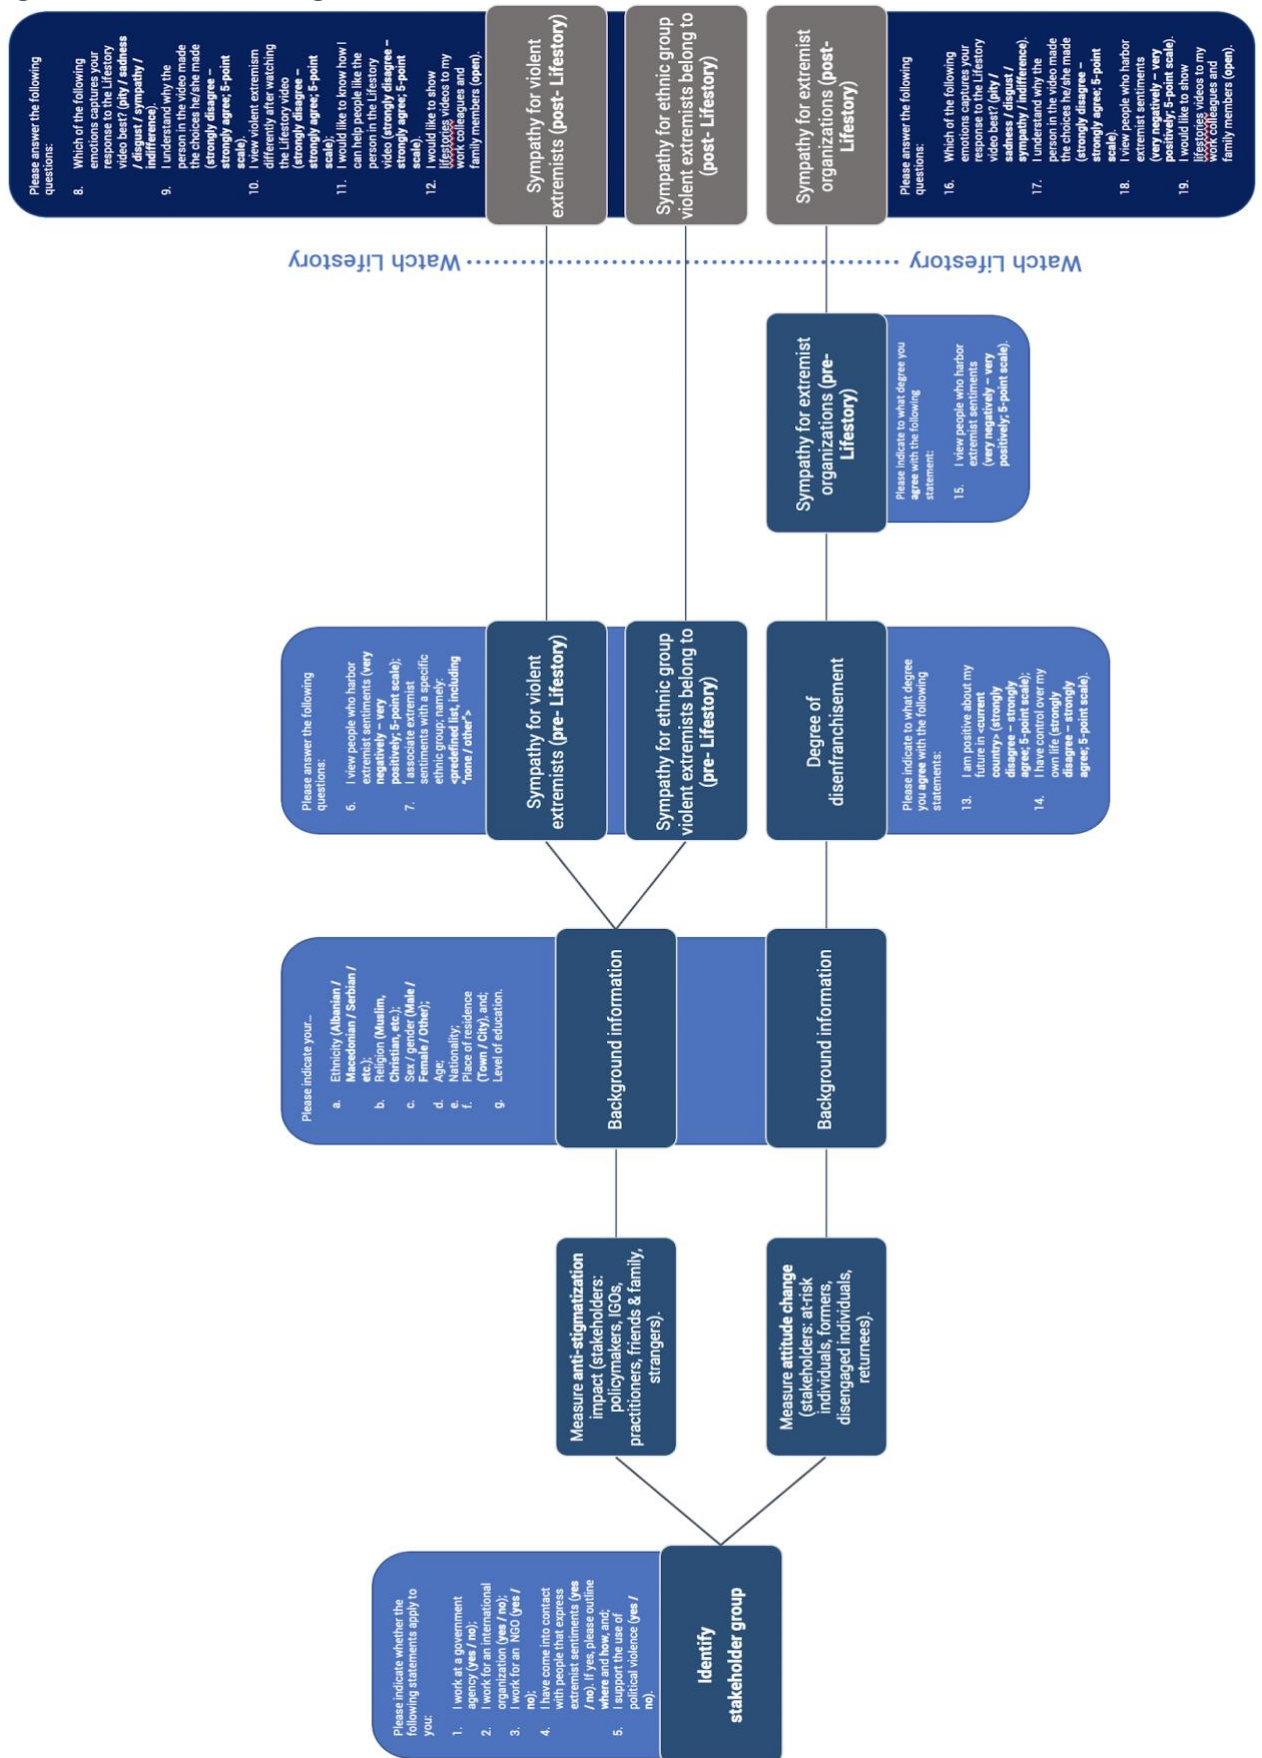 Please indicate whether the
following statements apply to
you:
1. I work at a government
agency (yes / no);
2. I work for an international
organization (yes / no);
3. I work for an NGO (yes /
no);
4. I have come into contact
with people that express
extremist sentiments (yes
/ no). If yes, please outline
where and how, and;
5. I support the use of
political violence (yes /
no).
Identify
stakeholder group
Measure anti-stigmatization
impact (stakeholders:
policymakers, IGOs,
practitioners, friends & family,
strangers).
Measure attitude change
(stakeholders: at-risk
individuals, formers,
disengaged individuals,
returnees).
Please indicate your…
a. Ethnicity (Albanian /
Macedonian / Serbian /
etc.);
b. Religion (Muslim,
Christian, etc.);
c. Sex / gender (Male /
Female / Other);
d. Age;
e. Nationality;
f. Place of residence
(Town / City), and;
g. Level of education.
Background information
Background information
Please answer the following
questions:
6. I view people who harbor
extremist sentiments (very
negatively – very
positively; 5-point scale);
7. I associate extremist
sentiments with a specific
ethnic group; namely:
<predefined list, including
"none / other">
Sympathy for violent
extremists (pre- Lifestory)
Sympathy for ethnic group
violent extremists belong to
(pre- Lifestory)
Degree of
disenfranchisement
Please indicate to what degree
you agree with the following
statements:
13. I am positive about my
future in <current
country> (strongly
disagree – strongly
agree; 5-point scale);
14. I have control over my
own life (strongly
disagree – strongly
agree; 5-point scale).
Sympathy for extremist
organizations (pre-
Lifestory)
Please indicate to what degree you
agree with the following
statement:
15. I view people who harbor
extremist sentiments
(very negatively – very
positively; 5-point scale).
Watch Lifestory
Watch Lifestory
Please answer the following
questions:
8. Which of the following
emotions captures your
response to the Lifestory
video best? (pity / sadness
/ disgust / sympathy /
indifference).
9. I understand why the
person in the video made
the choices he/she made
(strongly disagree –
strongly agree; 5-point
scale).
10. I view violent extremism
differently after watching
the Lifestory video
(strongly disagree –
strongly agree; 5-point
scale);
11. I would like to know how I
can help people like the
person in the Lifestory
video (strongly disagree –
strongly agree; 5-point
scale).
12. I would like to show
lifestories videos to my
work colleagues and
family members (open).
Sympathy for violent
extremists (post- Lifestory)
Sympathy for ethnic group
violent extremists belong to
(post- Lifestory)
Sympathy for extremist
organizations (post-
Lifestory)
Please answer the following
questions:
16. Which of the following
emotions captures your
response to the Lifestory
video best? (pity /
sadness / disgust /
sympathy / indifference).
17. I understand why the
person in the video made
the choices he/she made
(strongly disagree –
strongly agree; 5-point
scale).
18. I view people who harbor
extremist sentiments
(very negatively – very
positively; 5-point scale).
19. I would like to show
lifestories videos to my
work colleagues and
family members (open).